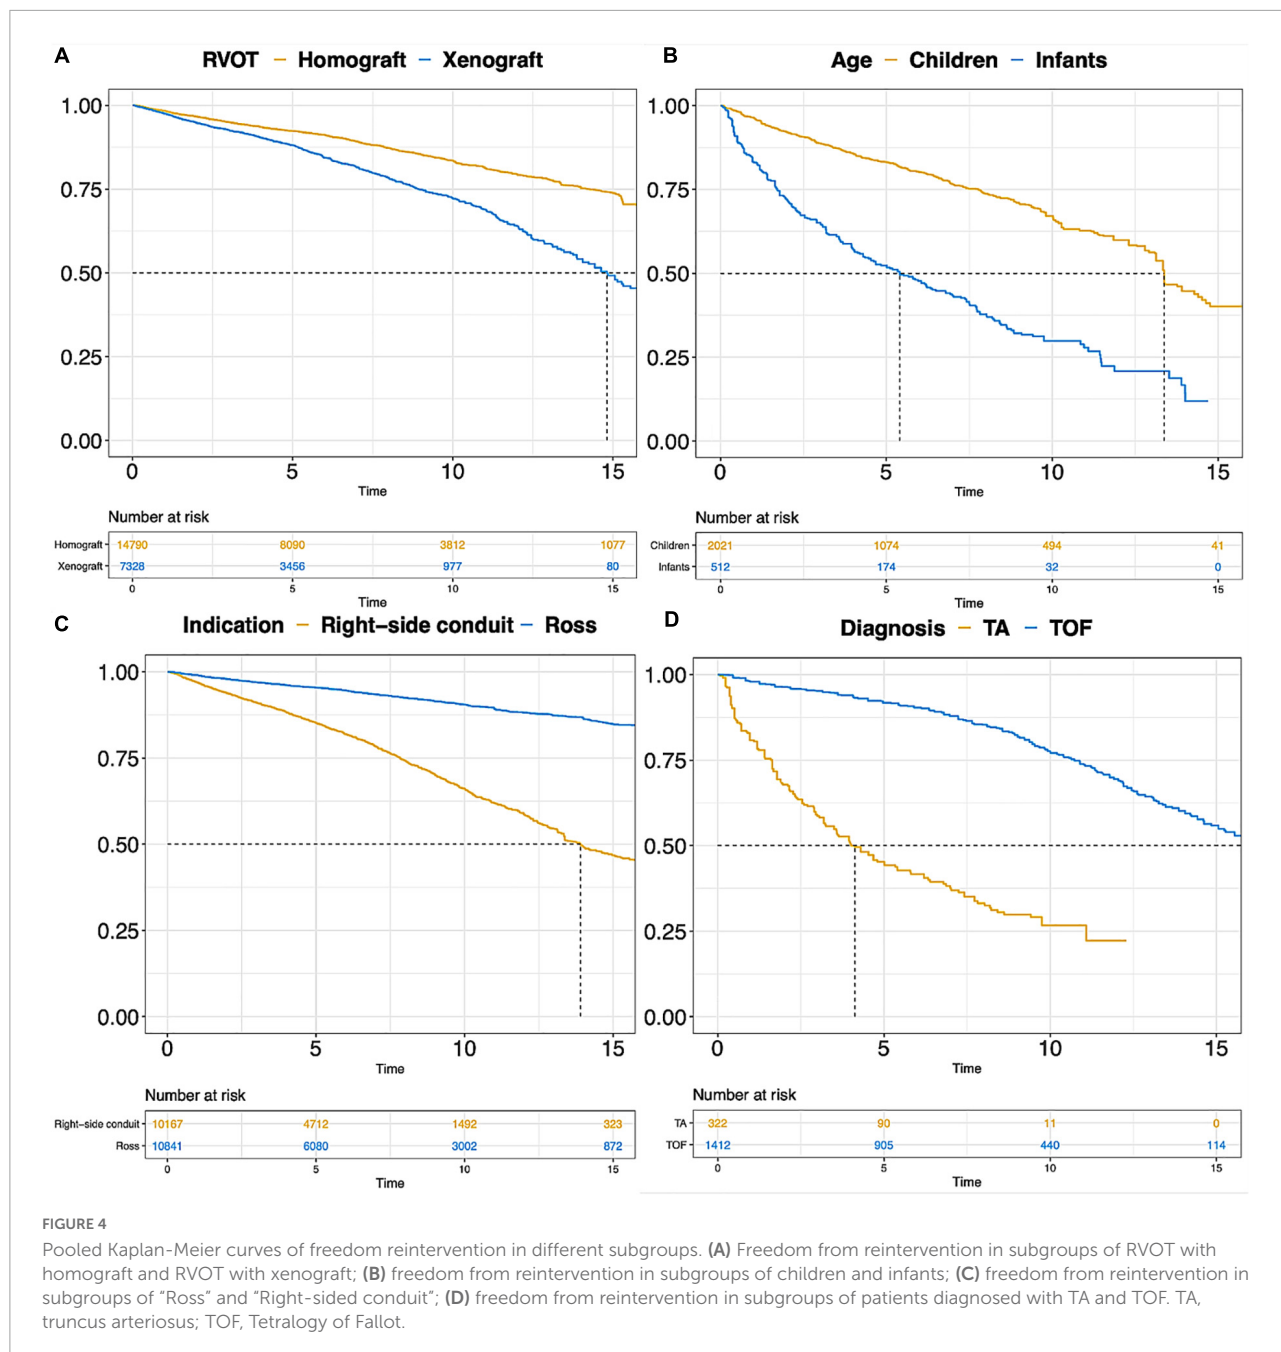 A
RVOT Homograft Xenograft
1.00
0.75
0.50
0.25
0.00
0 5 10 15
Time
Number at risk
Homograft 14790 8090 3812 1077
Xenograft 7328 3456 977 80
0 5 10 15
Time
B
Age Children Infants
1.00
0.75
0.50
0.25
0.00
0 5 10 15
Time
Number at risk
Children 2021 1074 494 41
Infants 512 174 32 0
0 5 10 15
Time
C
Indication Right-side conduit Ross
1.00
0.75
0.50
0.25
0.00
0 5 10 15
Time
Number at risk
Right-side conduit 10167 4712 1492 323
Ross 10841 6080 3002 872
0 5 10 15
Time
D
Diagnosis TA TOF
1.00
0.75
0.50
0.25
0.00
0 5 10 15
Time
Number at risk
TA 322 90 11 0
TOF 1412 905 440 114
0 5 10 15
Time
FIGURE 4
Pooled Kaplan-Meier curves of freedom reintervention in different subgroups. (A) Freedom from reintervention in subgroups of RVOT with
homograft and RVOT with xenograft; (B) freedom from reintervention in subgroups of children and infants; (C) freedom from reintervention in
subgroups of “Ross” and “Right-sided conduit”; (D) freedom from reintervention in subgroups of patients diagnosed with TA and TOF. TA,
truncus arteriosus; TOF, Tetralogy of Fallot.